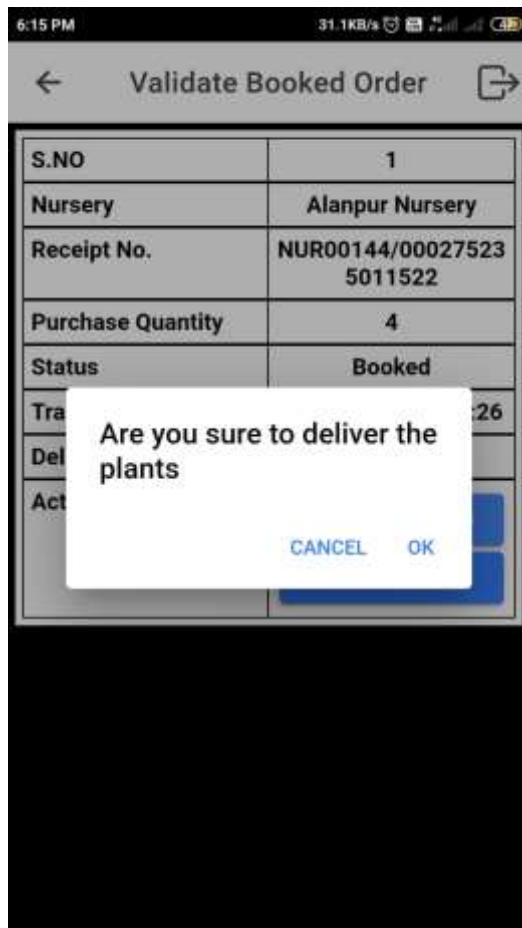 6:15 PM 31.1KB/s
Validate Booked Order
S.NO 1
Nursery Alanpur Nursery
Receipt No. NUR00144/00027523
5011522
Purchase Quantity 4
Status Booked
Tra :26
Del
Act
Are you sure to deliver the
plants
CANCEL OK